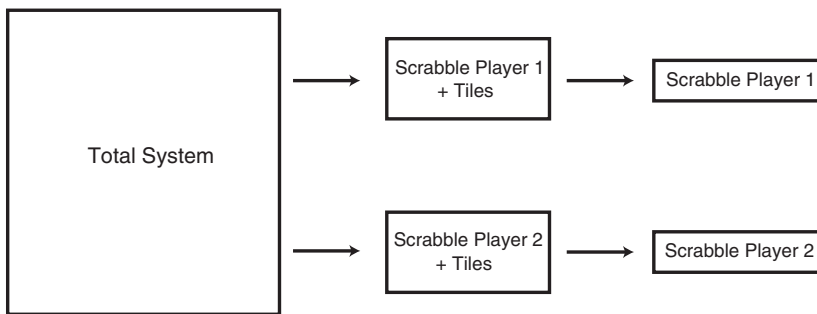 Total System
Scrabble Player 1
+ Tiles
Scrabble Player 1
Scrabble Player 2
+ Tiles
Scrabble Player 2